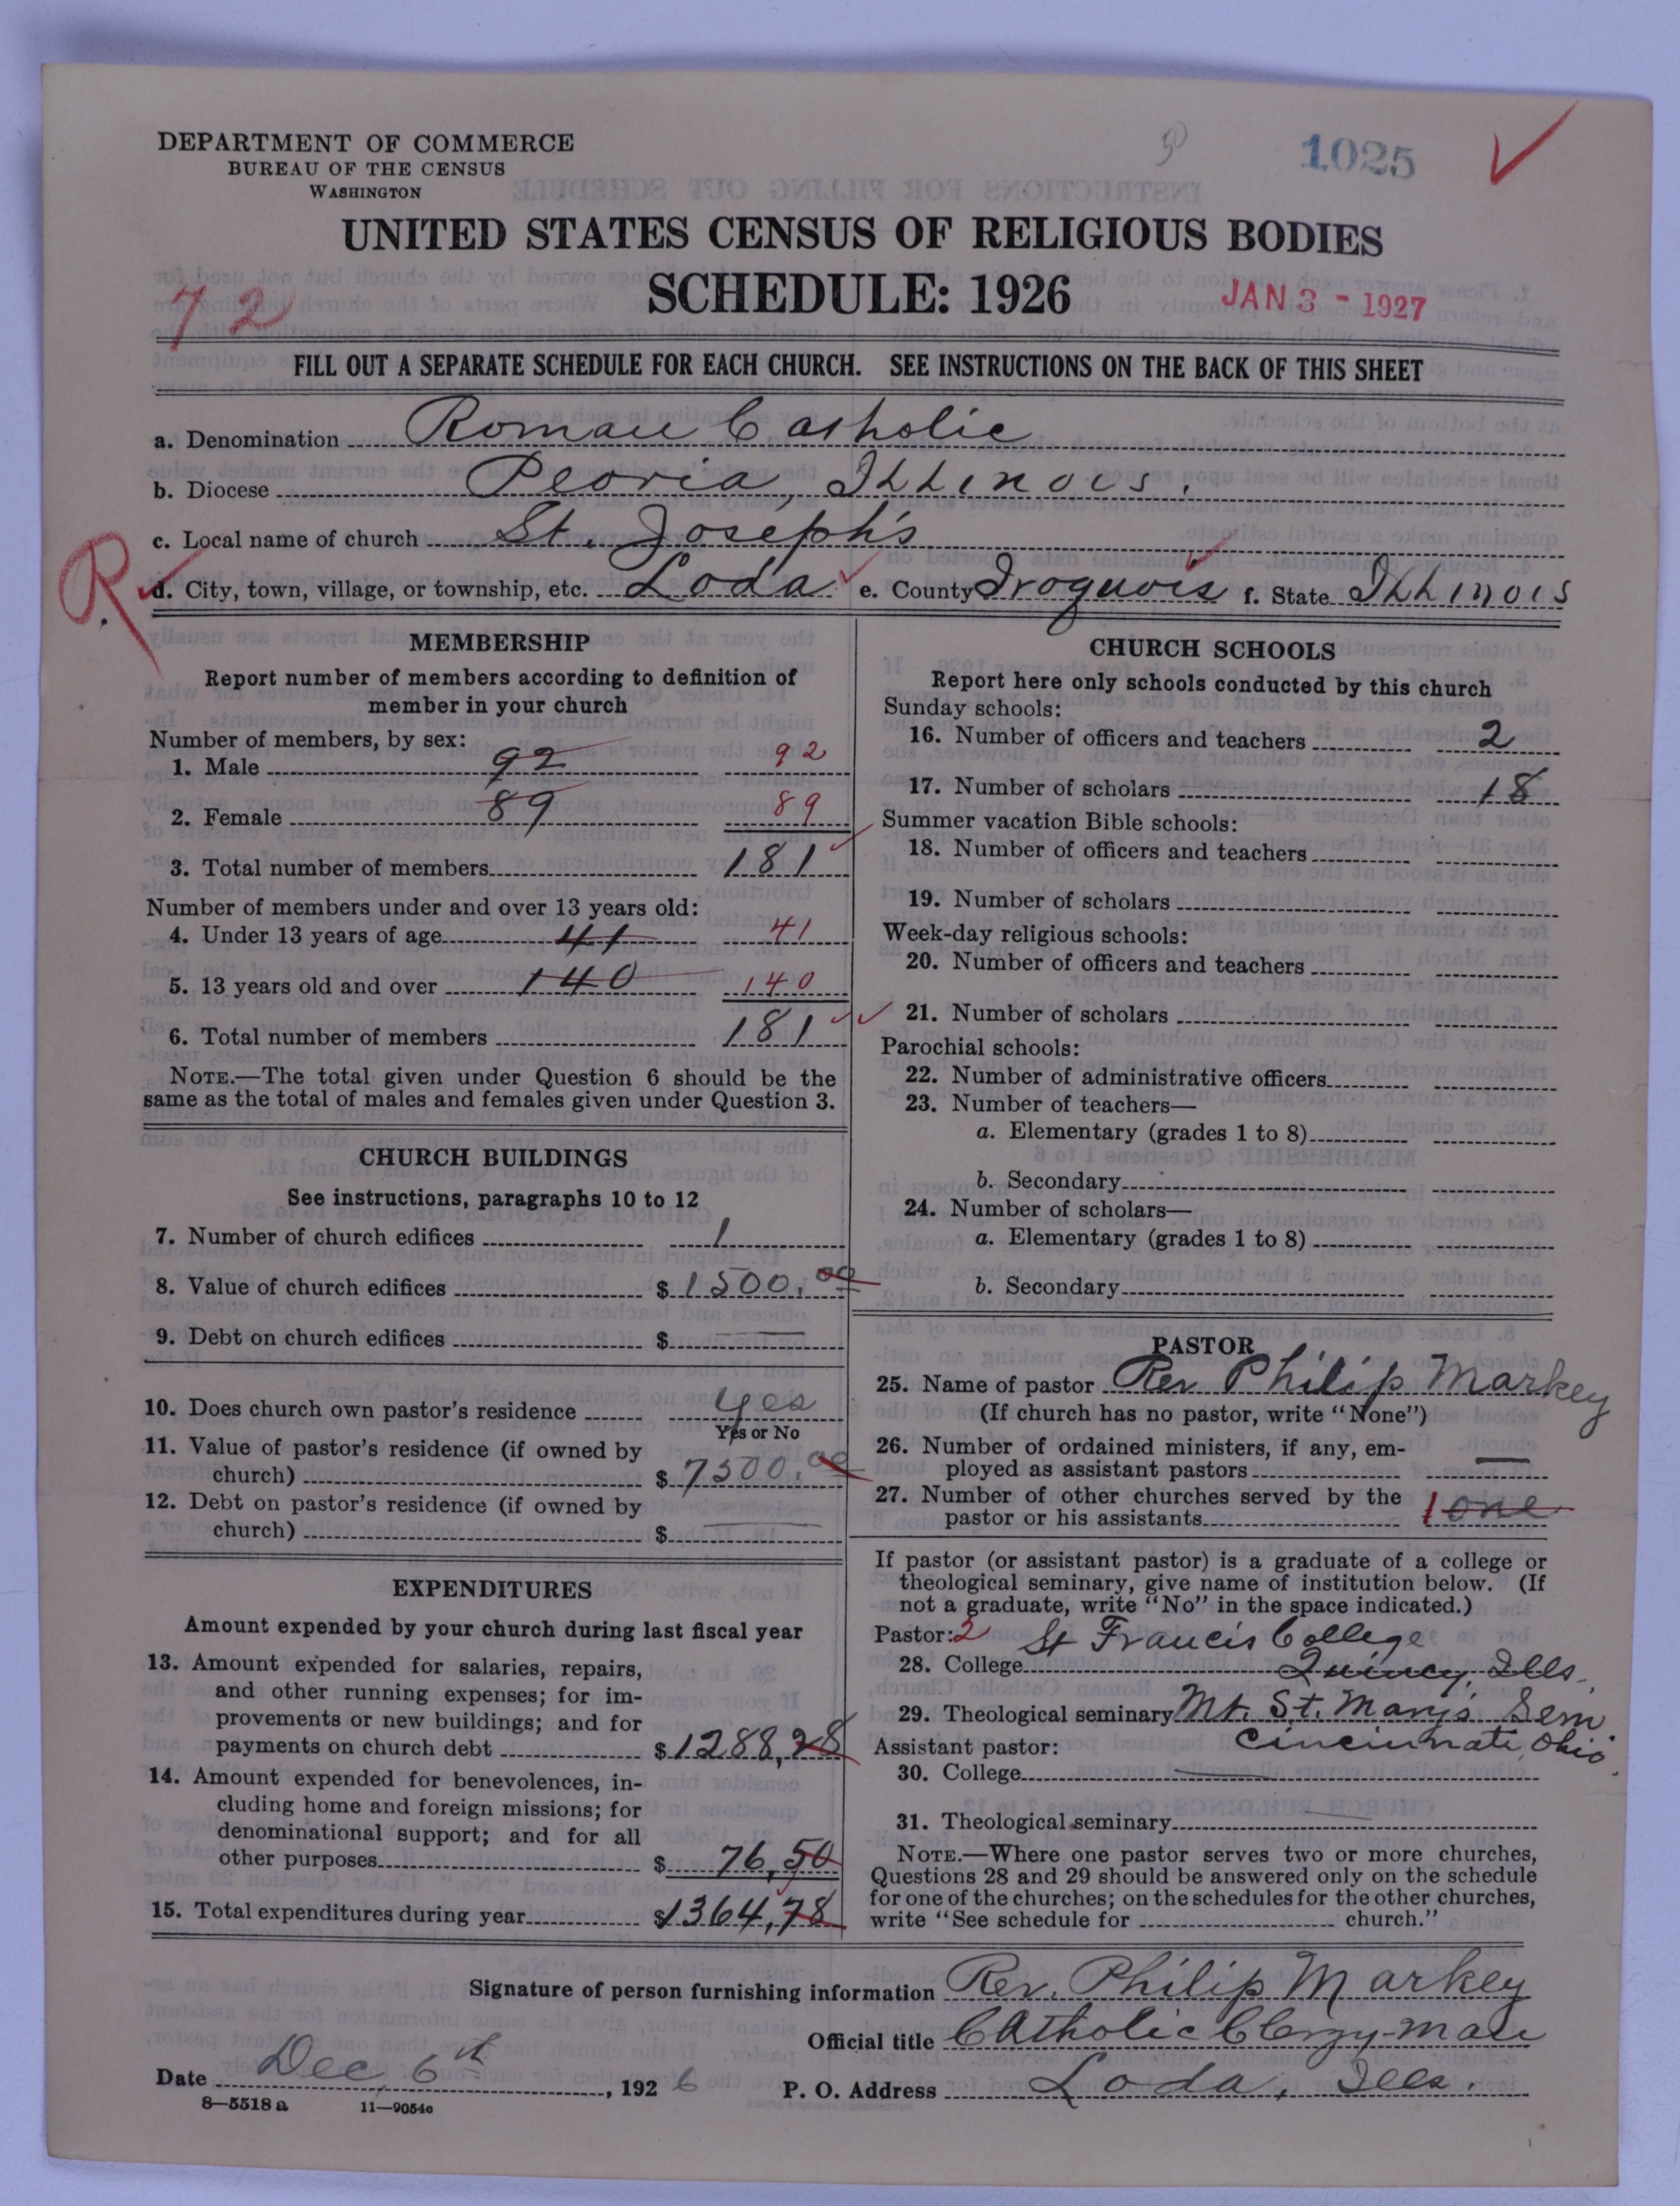 DEPARTMENT OF COMMERCE
BUREAU OF THE CENSUS
WASHINGTON
1025
UNITED STATES CENSUS OF RELIGIOUS BODIES
SCHEDULE: 1926
JAN 3 - 1927
72
FILL OUT A SEPARATE SCHEDULE FOR EACH CHURCH. SEE INSTRUCTIONS ON THE BACK OF THIS SHEET
a. Denomination Roman Catholic
b. Diocese Peoria, Illinois.
c. Local name of church St. Joseph's
R
d. City, town, village, or township, etc. Loda e. County Iroquois f. State Illinois
MEMBERSHIP
Report number of members according to definition of
member in your church
Number of members, by sex:
1. Male 92 92
2. Female 89 89
3. Total number of members 181
Number of members under and over 13 years old:
4. Under 13 years of age 41 41
5. 13 years old and over 140 140
6. Total number of members 181
NOTE.—The total given under Question 6 should be the
same as the total of males and females given under Question 3.
CHURCH BUILDINGS
See instructions, paragraphs 10 to 12
7. Number of church edifices 1
8. Value of church edifices $ 1500.00
9. Debt on church edifices $ —
10. Does church own pastor's residence yes
Yes or No
11. Value of pastor's residence (if owned by
church) $ 7500.00
12. Debt on pastor's residence (if owned by
church) $ —
EXPENDITURES
Amount expended by your church during last fiscal year
13. Amount expended for salaries, repairs,
and other running expenses; for im-
provements or new buildings; and for
payments on church debt $ 1288,28
14. Amount expended for benevolences, in-
cluding home and foreign missions; for
denominational support; and for all
other purposes $ 76,50
15. Total expenditures during year $ 1364,78
CHURCH SCHOOLS
Report here only schools conducted by this church
Sunday schools:
16. Number of officers and teachers 2
17. Number of scholars 18
Summer vacation Bible schools:
18. Number of officers and teachers
19. Number of scholars
Week-day religious schools:
20. Number of officers and teachers
21. Number of scholars
Parochial schools:
22. Number of administrative officers
23. Number of teachers—
a. Elementary (grades 1 to 8)
b. Secondary
24. Number of scholars—
a. Elementary (grades 1 to 8)
b. Secondary
PASTOR
25. Name of pastor Rev Philip Markey
(If church has no pastor, write "None")
26. Number of ordained ministers, if any, em-
ployed as assistant pastors —
27. Number of other churches served by the
pastor or his assistants 1 one
If pastor (or assistant pastor) is a graduate of a college or
theological seminary, give name of institution below. (If
not a graduate, write "No" in the space indicated.)
Pastor: 2 St Francis College
28. College Quincy, Ills.
29. Theological seminary Mt. St. Mary's Sem
Assistant pastor: Cincinnati, Ohio.
30. College —
31. Theological seminary —
NOTE.—Where one pastor serves two or more churches,
Questions 28 and 29 should be answered only on the schedule
for one of the churches; on the schedules for the other churches,
write "See schedule for church."
Signature of person furnishing information Rev. Philip Markey
Official title Catholic Clergy-man
Date Dec 6th, 1926 P. O. Address Loda, Ills.
8—5518 a 11—9054c